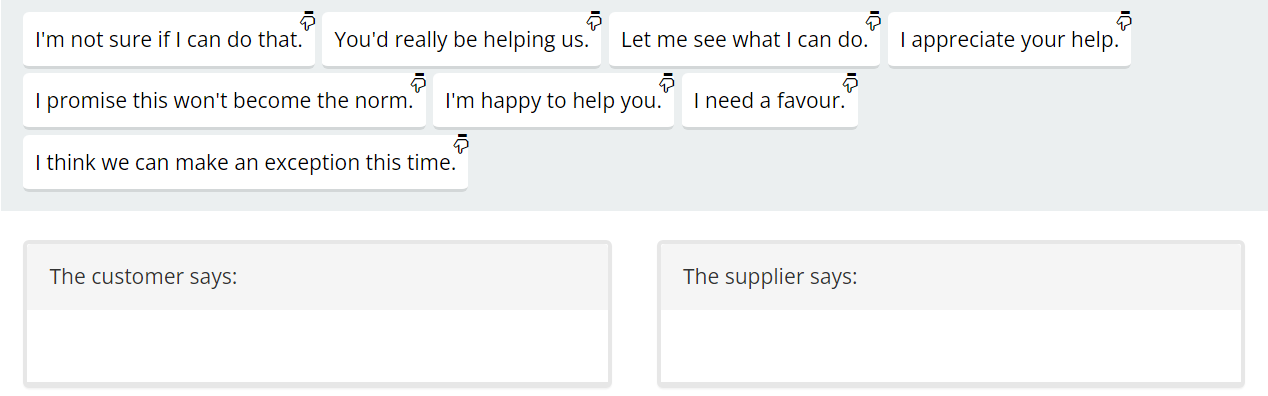 I'm not sure if I can do that. You'd really be helping us. Let me see what I can do. I appreciate your help.
I promise this won't become the norm. I'm happy to help you. I need a favour.
I think we can make an exception this time.
The customer says: The supplier says: